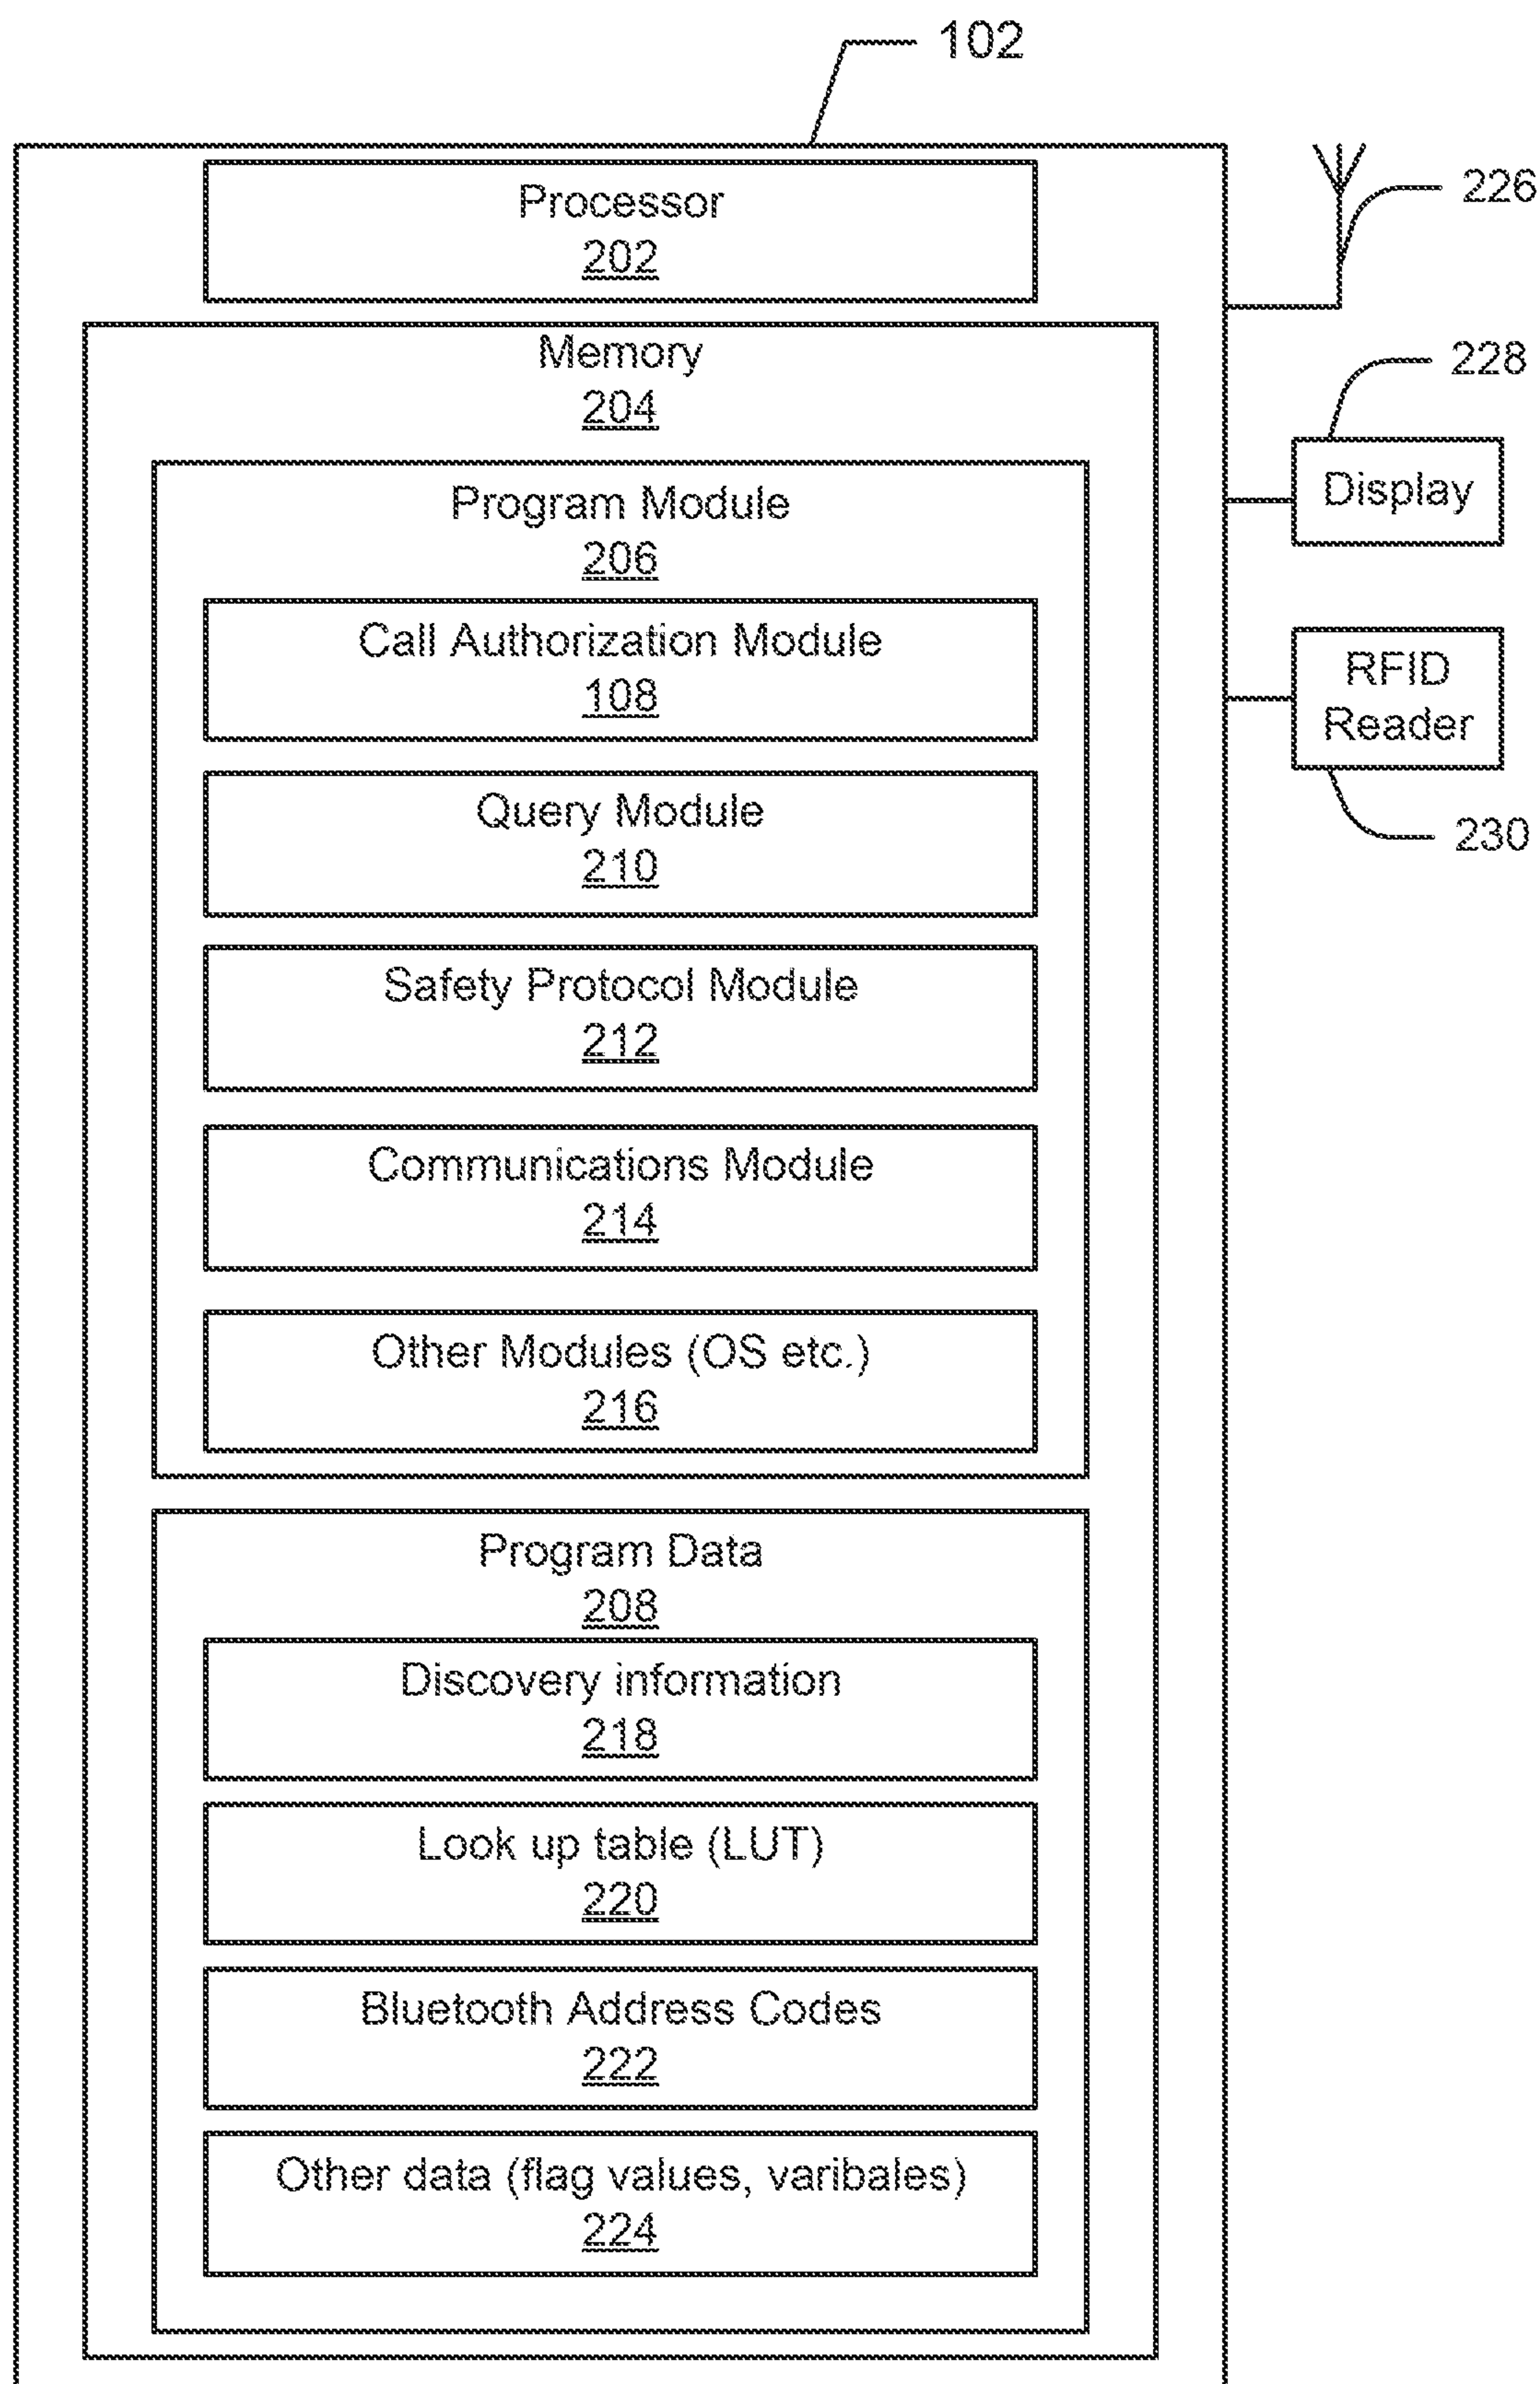 102
Processor
202
226
Memory
204
228
Display
Program Module
206
Call Authorization Module
108
RFID
Reader
230
Query Module
210
Safety Protocol Module
212
Communications Module
214
Other Modules (OS etc.)
216
Program Data
208
Discovery information
218
Look up table (LUT)
220
Bluetooth Address Codes
222
Other data (flag values, varibales)
224